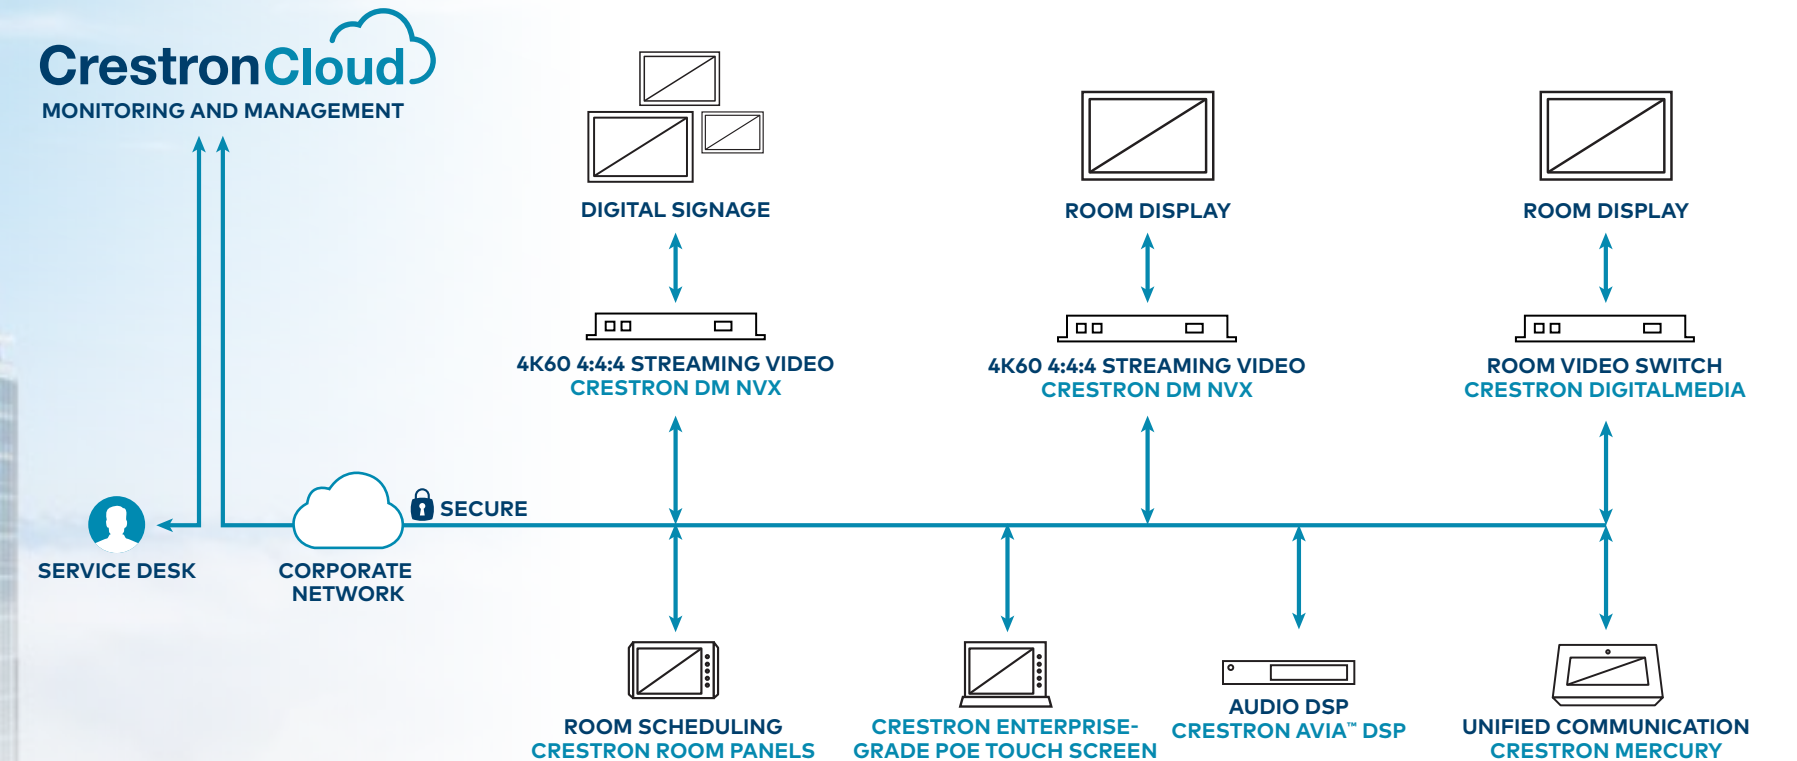 CrestronCloud
MONITORING AND MANAGEMENT
DIGITAL SIGNAGE
ROOM DISPLAY
ROOM DISPLAY
4K60 4:4:4 STREAMING VIDEO
CRESTRON DM NVX
4K60 4:4:4 STREAMING VIDEO
CRESTRON DM NVX
ROOM VIDEO SWITCH
CRESTRON DIGITALMEDIA
SECURE
SERVICE DESK
CORPORATE
NETWORK
ROOM SCHEDULING
CRESTRON ROOM PANELS
CRESTRON ENTERPRISE-
GRADE POE TOUCH SCREEN
AUDIO DSP
CRESTRON AVIA™ DSP
UNIFIED COMMUNICATION
CRESTRON MERCURY